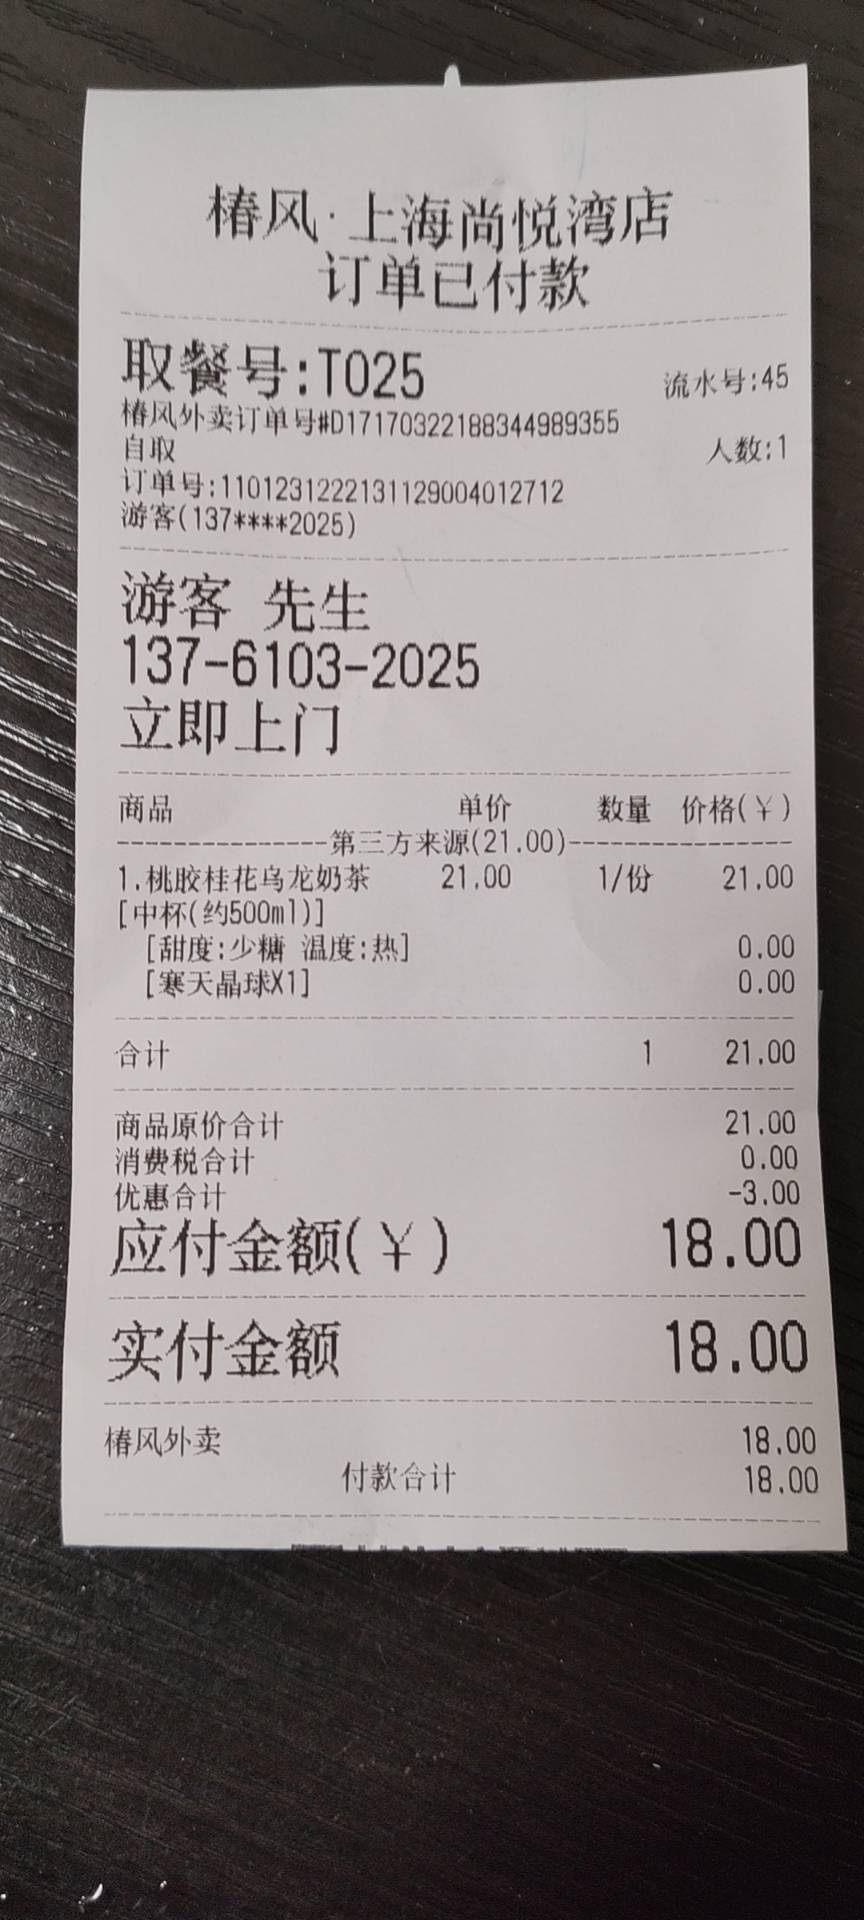 椿风·上海尚悦湾店
订单已付款
取餐号:T025 流水号:45
椿风外卖订单号#D17170322188344989355
自取 人数:1
订单号:110123122213112900401​2712
游客(137****2025)
游客 先生
137-6103-2025
立即上门
商品 单价 数量 价格(¥)
---------------第三方来源(21.00)----------------
1.桃胶桂花乌龙奶茶 21.00 1/份 21.00
[中杯(约500ml)]
[甜度:少糖 温度:热] 0.00
[寒天晶球X1] 0.00
合计 1 21.00
商品原价合计 21.00
消费税合计 0.00
优惠合计 -3.00
应付金额(¥) 18.00
实付金额 18.00
椿风外卖 18.00
付款合计 18.00